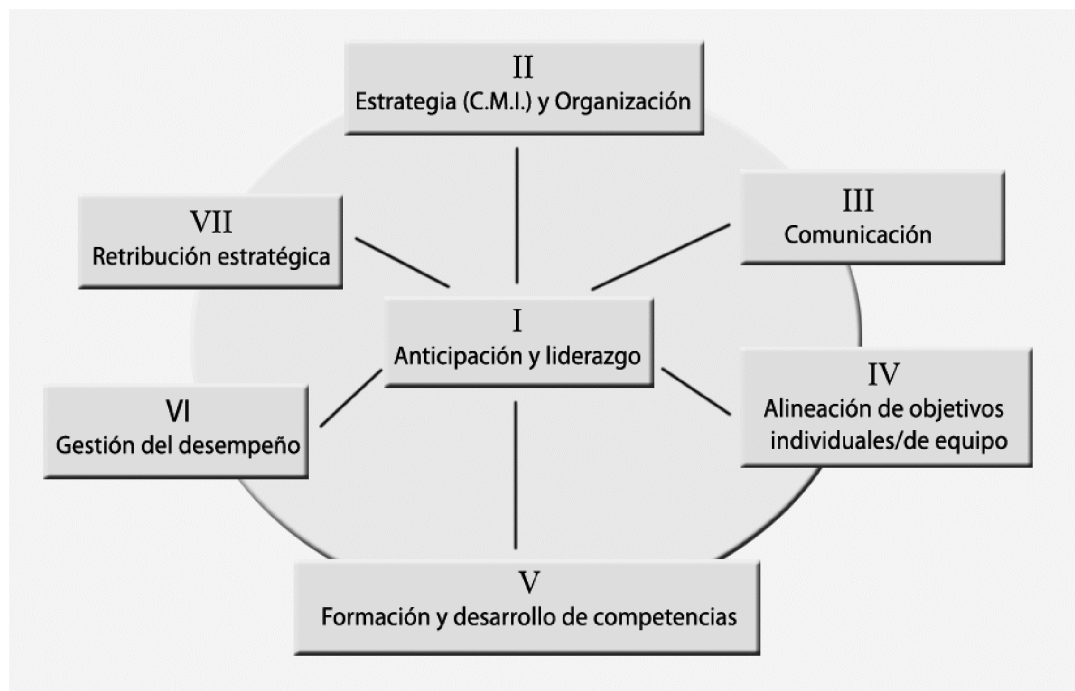 II
Estrategia (C.M.I.) y Organización
III
Comunicación
VII
Retribución estratégica
I
Anticipación y liderazgo
IV
Alineación de objetivos
individuales/de equipo
VI
Gestión del desempeño
V
Formación y desarrollo de competencias